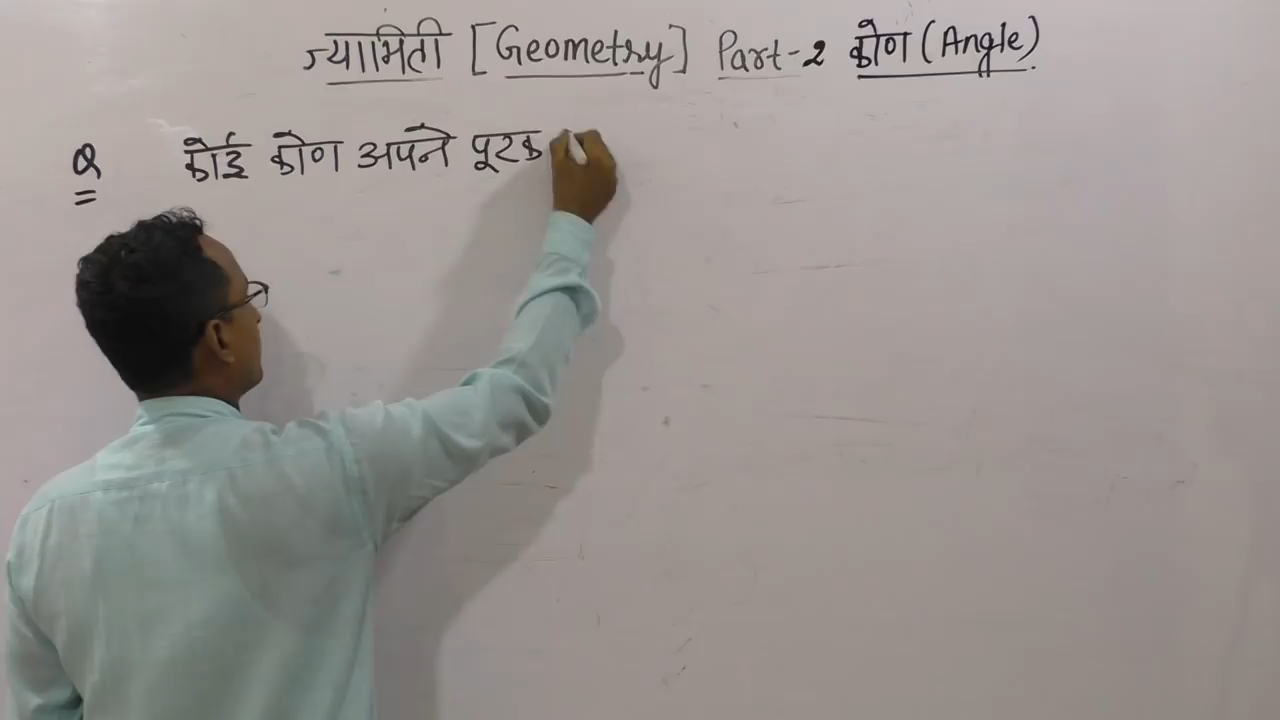 ज्यामिती [Geometry] Part-2 कोण (Angle)
Q कोई कोण अपने पूरक